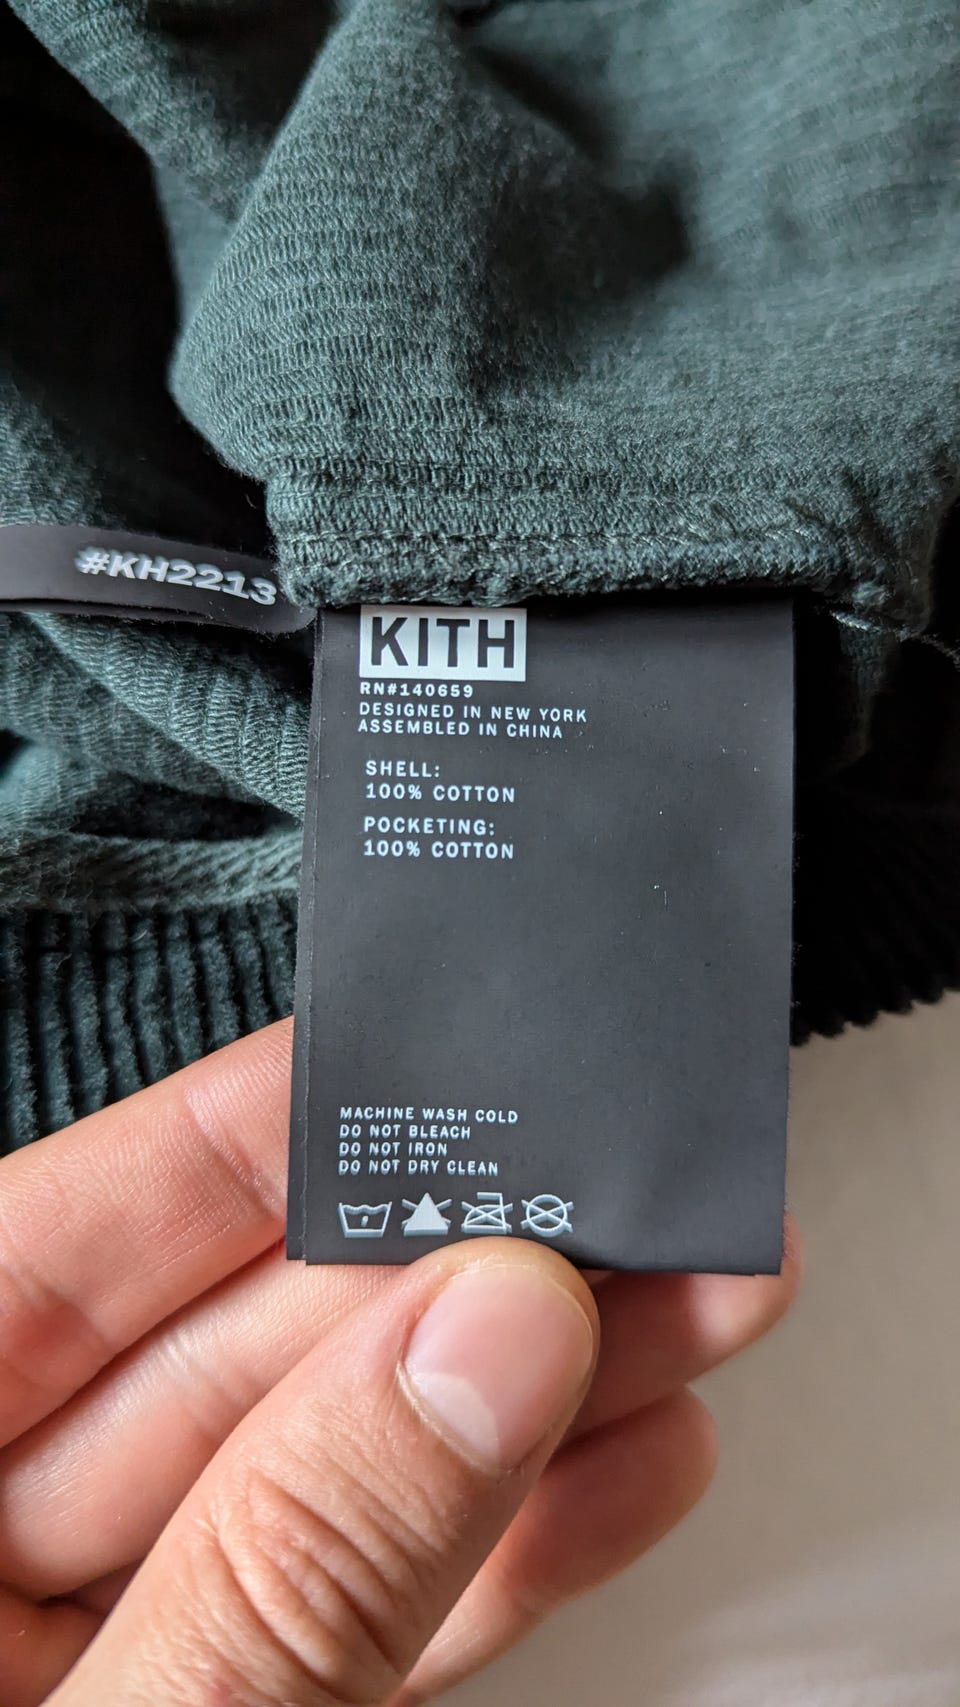 #KH2213
KITH
RN#140659
DESIGNED IN NEW YORK
ASSEMBLED IN CHINA
SHELL:
100% COTTON
POCKETING:
100% COTTON
MACHINE WASH COLD
DO NOT BLEACH
DO NOT IRON
DO NOT DRY CLEAN